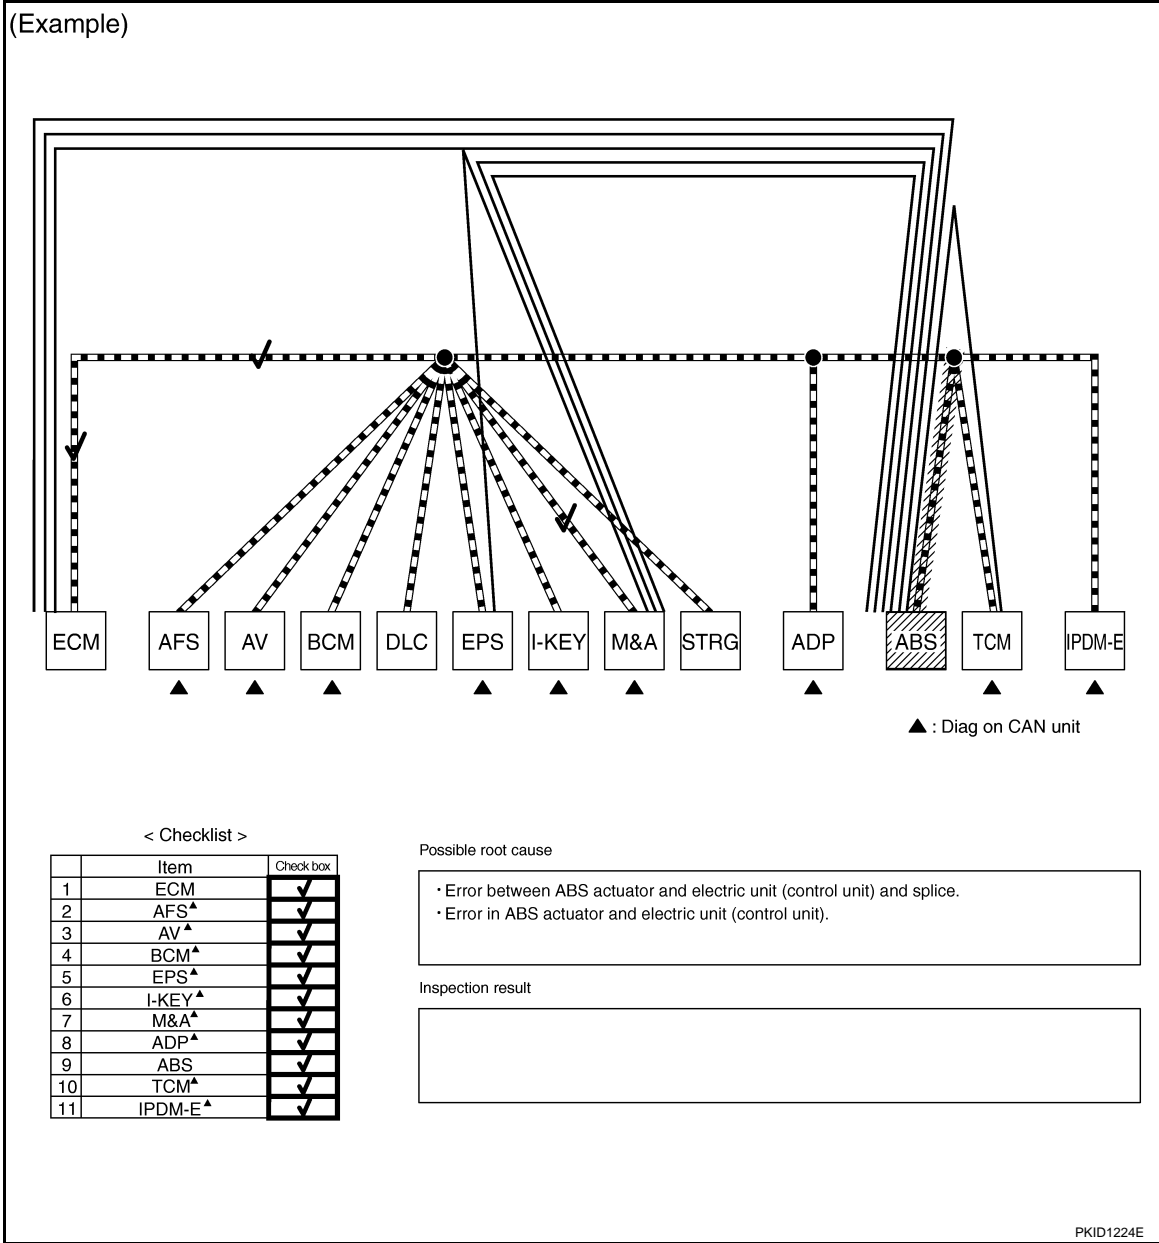 (Example)
ECM AFS AV BCM DLC EPS I-KEY M&A STRG ADP ABS TCM IPDM-E
▲ : Diag on CAN unit
< Checklist >
Item Check box
1 ECM ✓
2 AFS▲ ✓
3 AV▲ ✓
4 BCM▲ ✓
5 EPS▲ ✓
6 I-KEY▲ ✓
7 M&A▲ ✓
8 ADP▲ ✓
9 ABS ✓
10 TCM▲ ✓
11 IPDM-E▲ ✓
Possible root cause
・Error between ABS actuator and electric unit (control unit) and splice.
・Error in ABS actuator and electric unit (control unit).
Inspection result
PKID1224E